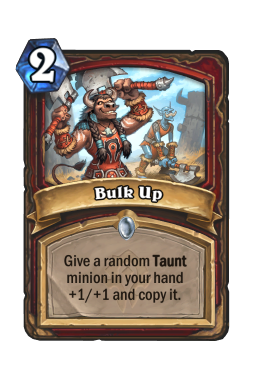 2
Bulk Up
Give a random Taunt
minion in your hand
+1/+1 and copy it.